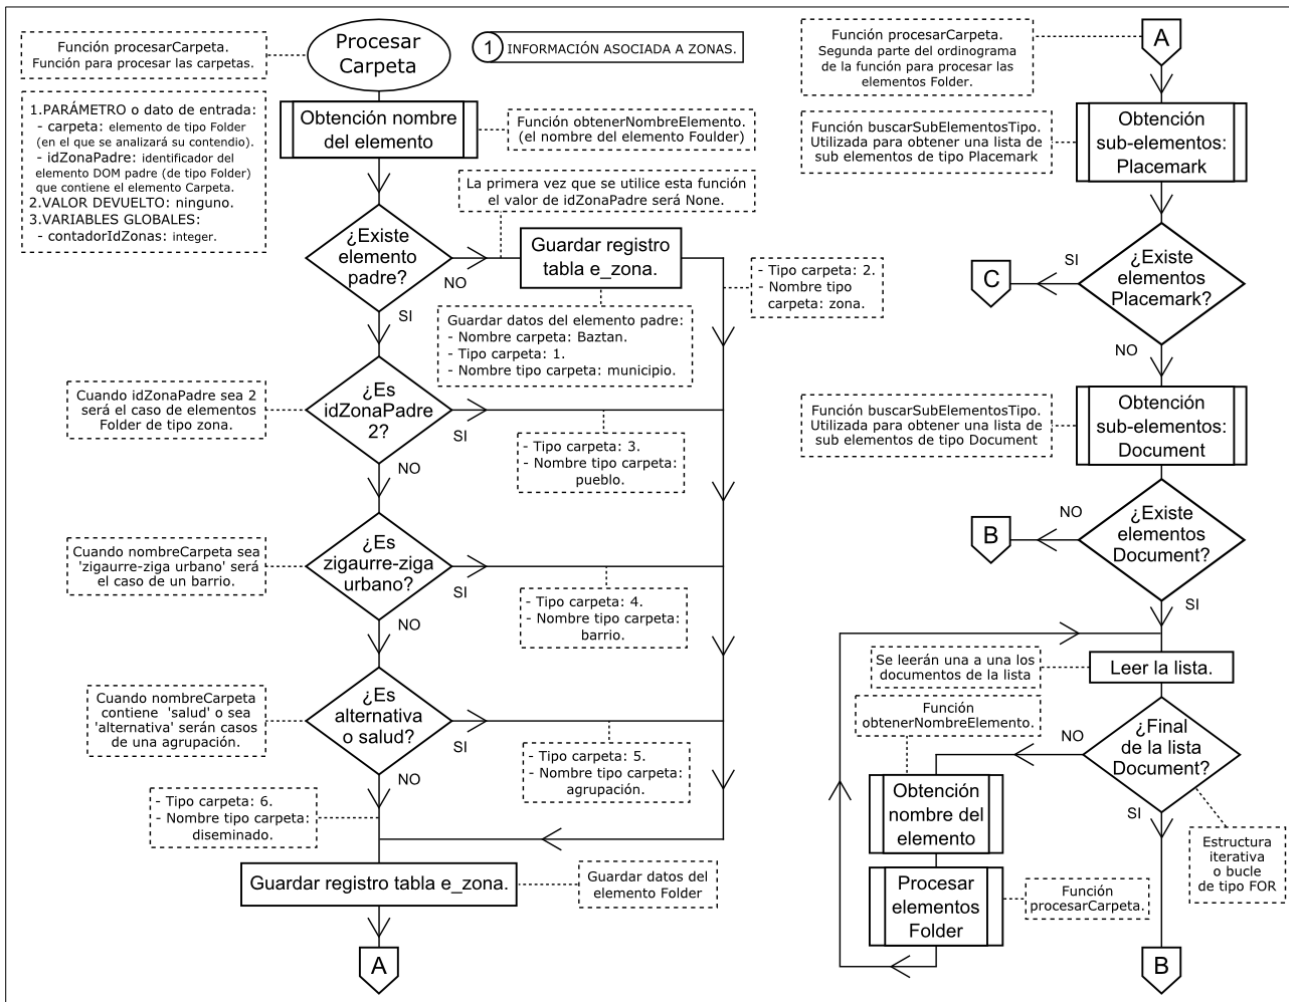 Función procesarCarpeta.
Función para procesar las carpetas.
Procesar
Carpeta
1
INFORMACIÓN ASOCIADA A ZONAS.
1.PARÁMETRO o dato de entrada:
- carpeta: elemento de tipo Folder
(en el que se analizará su contendio).
- idZonaPadre: identificador del
elemento DOM padre (de tipo Folder)
que contiene el elemento Carpeta.
2.VALOR DEVUELTO: ninguno.
3.VARIABLES GLOBALES:
- contadorIdZonas: integer.
Obtención nombre
del elemento
Función obtenerNombreElemento.
(el nombre del elemento Foulder)
La primera vez que se utilice esta función
el valor de idZonaPadre será None.
¿Existe
elemento
padre?
NO
SI
Guardar registro
tabla e_zona.
- Tipo carpeta: 2.
- Nombre tipo
carpeta: zona.
Guardar datos del elemento padre:
- Nombre carpeta: Baztan.
- Tipo carpeta: 1.
- Nombre tipo carpeta: municipio.
Cuando idZonaPadre sea 2
será el caso de elementos
Folder de tipo zona.
¿Es
idZonaPadre
2?
SI
NO
- Tipo carpeta: 3.
- Nombre tipo carpeta:
pueblo.
Cuando nombreCarpeta sea
'zigaurre-ziga urbano' será
el caso de un barrio.
¿Es
zigaurre-ziga
urbano?
SI
NO
- Tipo carpeta: 4.
- Nombre tipo carpeta:
barrio.
Cuando nombreCarpeta
contiene 'salud' o sea
'alternativa' serán casos
de una agrupación.
¿Es
alternativa
o salud?
SI
NO
- Tipo carpeta: 5.
- Nombre tipo carpeta:
agrupación.
- Tipo carpeta: 6.
- Nombre tipo carpeta:
diseminado.
Guardar registro tabla e_zona.
Guardar datos del
elemento Folder
A
Función procesarCarpeta.
Segunda parte del ordinograma
de la función para procesar las
elementos Folder.
A
Función buscarSubElementosTipo.
Utilizada para obtener una lista de
sub elementos de tipo Placemark
Obtención
sub-elementos:
Placemark
¿Existe
elementos
Placemark?
SI
C
NO
Función buscarSubElementosTipo.
Utilizada para obtener una lista de
sub elementos de tipo Document
Obtención
sub-elementos:
Document
¿Existe
elementos
Document?
NO
B
SI
Se leerán una a una los
documentos de la lista
Leer la lista.
Función
obtenerNombreElemento.
¿Final
de la lista
Document?
NO
SI
Obtención
nombre del
elemento
Procesar
elementos
Folder
Función
procesarCarpeta.
Estructura
iterativa
o bucle
de tipo FOR
B